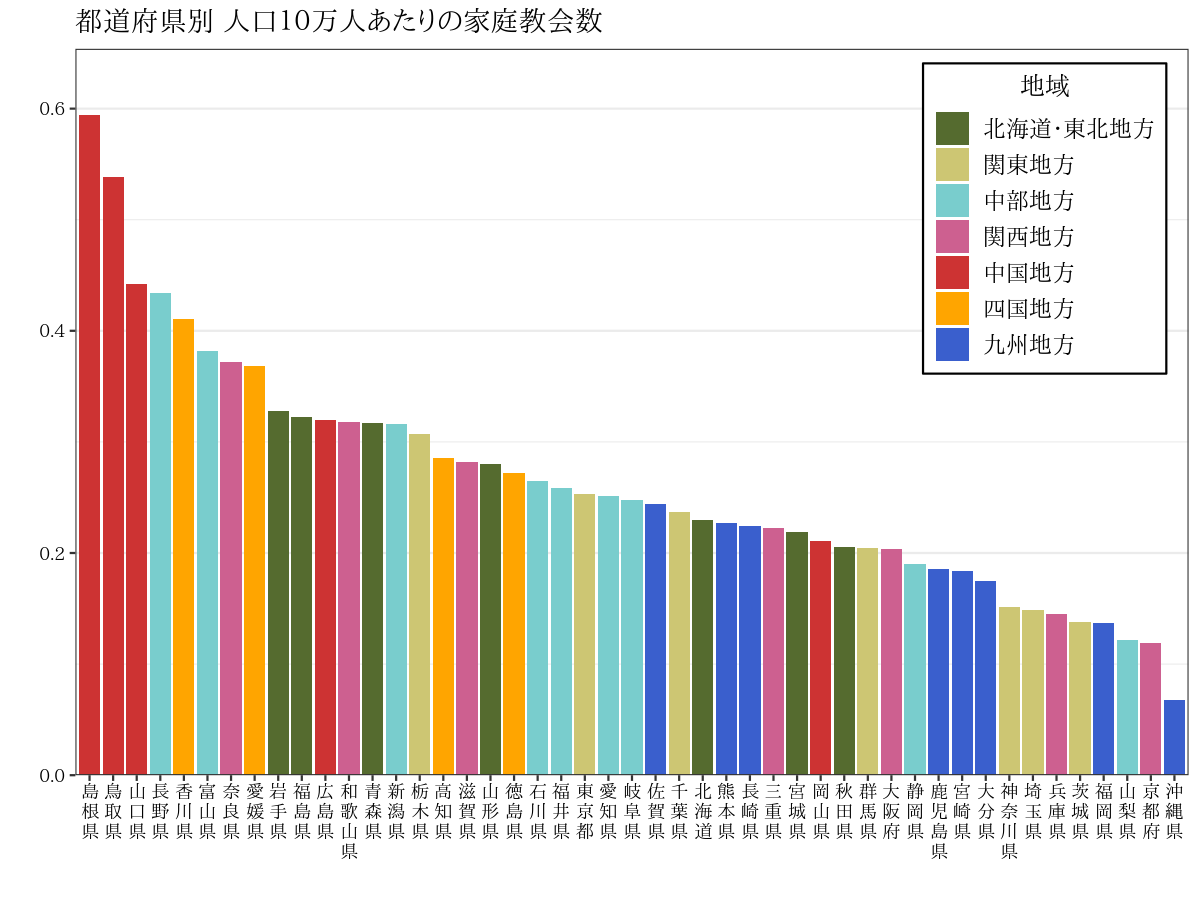 都道府県別 人口10万人あたりの家庭教会数
地域
北海道･東北地方
関東地方
中部地方
関西地方
中国地方
四国地方
九州地方
0.6
0.4
0.2
0.0
島根県
鳥取県
山口県
長野県
香川県
富山県
奈良県
愛媛県
岩手県
福島県
広島県
和歌山県
青森県
新潟県
栃木県
高知県
滋賀県
山形県
徳島県
石川県
福井県
東京都
愛知県
岐阜県
佐賀県
千葉県
北海道
熊本県
長崎県
三重県
宮城県
岡山県
秋田県
群馬県
大阪府
静岡県
鹿児島県
宮崎県
大分県
神奈川県
埼玉県
兵庫県
茨城県
福岡県
山梨県
京都府
沖縄県